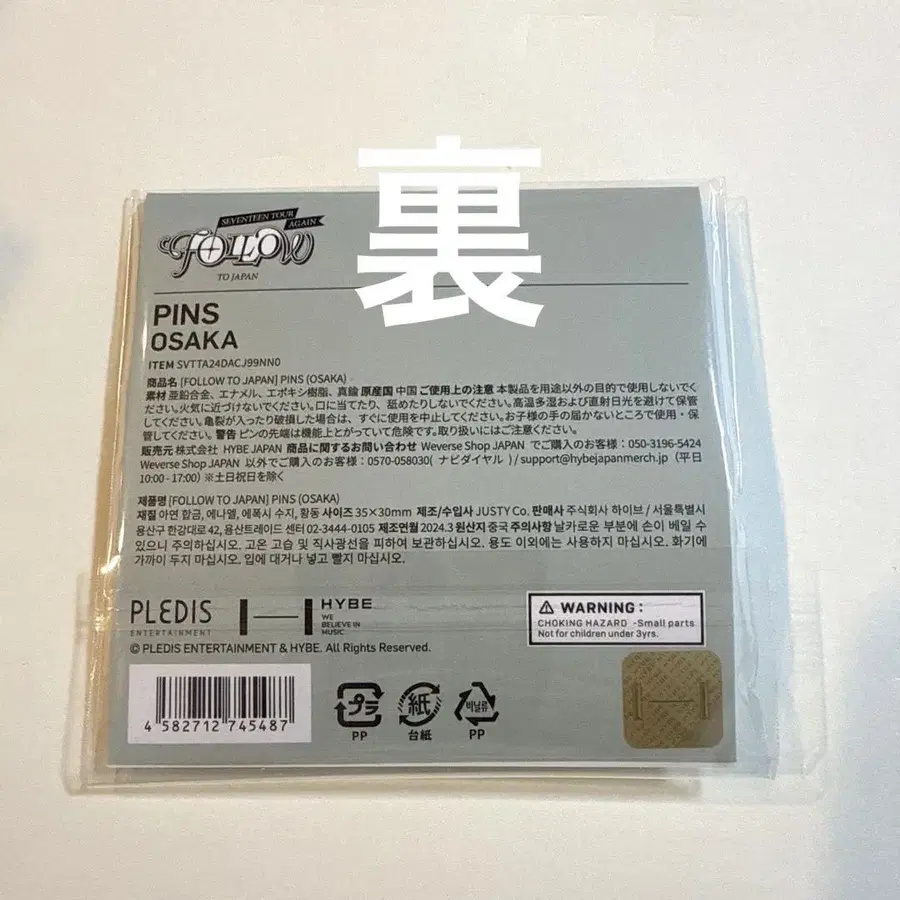 裏
SEVENTEEN TOUR
AGAIN
FOLLOW
TO JAPAN
PINS
OSAKA
ITEM SVTTA24DACJ99NN0
商品名 [FOLLOW TO JAPAN] PINS (OSAKA)
素材 亜鉛合金、エナメル、エポキシ樹脂、真鍮 原産国 中国 ご使用上の注意 本製品を用途以外の目的で使用しないでく
ださい。火気に近づけないでください。口に当てたり、舐めたりしないでください。高温多湿および直射日光を避けて保管
してください。亀裂が入ったり破損した場合は、すぐに使用を中止してください。お子様の手の届かないところで使用・保
管してください。警告 ピンの先端は機能上とがっていて危険です。取り扱いにはご注意ください。
販売元 株式会社 HYBE JAPAN 商品に関するお問い合わせ Weverse Shop JAPAN でご購入のお客様：050-3196-5424
Weverse Shop JAPAN 以外でご購入のお客様：0570-058030( ナビダイヤル ) / support@hybejapanmerch.jp (平日
10:00 - 17:00) ※土日祝日を除く
제품명 [FOLLOW TO JAPAN] PINS (OSAKA)
재질 아연 합금, 에나멜, 에폭시 수지, 황동 사이즈 35×30mm 제조/수입사 JUSTY Co. 판매사 주식회사 하이브 / 서울특별시
용산구 한강대로 42, 용산트레이드 센터 02-3444-0105 제조연월 2024.3 원산지 중국 주의사항 날카로운 부분에 손이 베일 수
있으니 주의하십시오. 고온 고습 및 직사광선을 피하여 보관하십시오. 용도 이외에는 사용하지 마십시오. 화기에
가까이 두지 마십시오. 입에 대거나 넣고 빨지 마십시오.
PLEDIS
ENTERTAINMENT
HYBE
WE
BELIEVE IN
MUSIC
© PLEDIS ENTERTAINMENT & HYBE. All Rights Reserved.
⚠ WARNING :
CHOKING HAZARD -Small parts
Not for children under 3yrs.
4 582712 745487
プラ
PP
紙
台紙
비닐류
PP